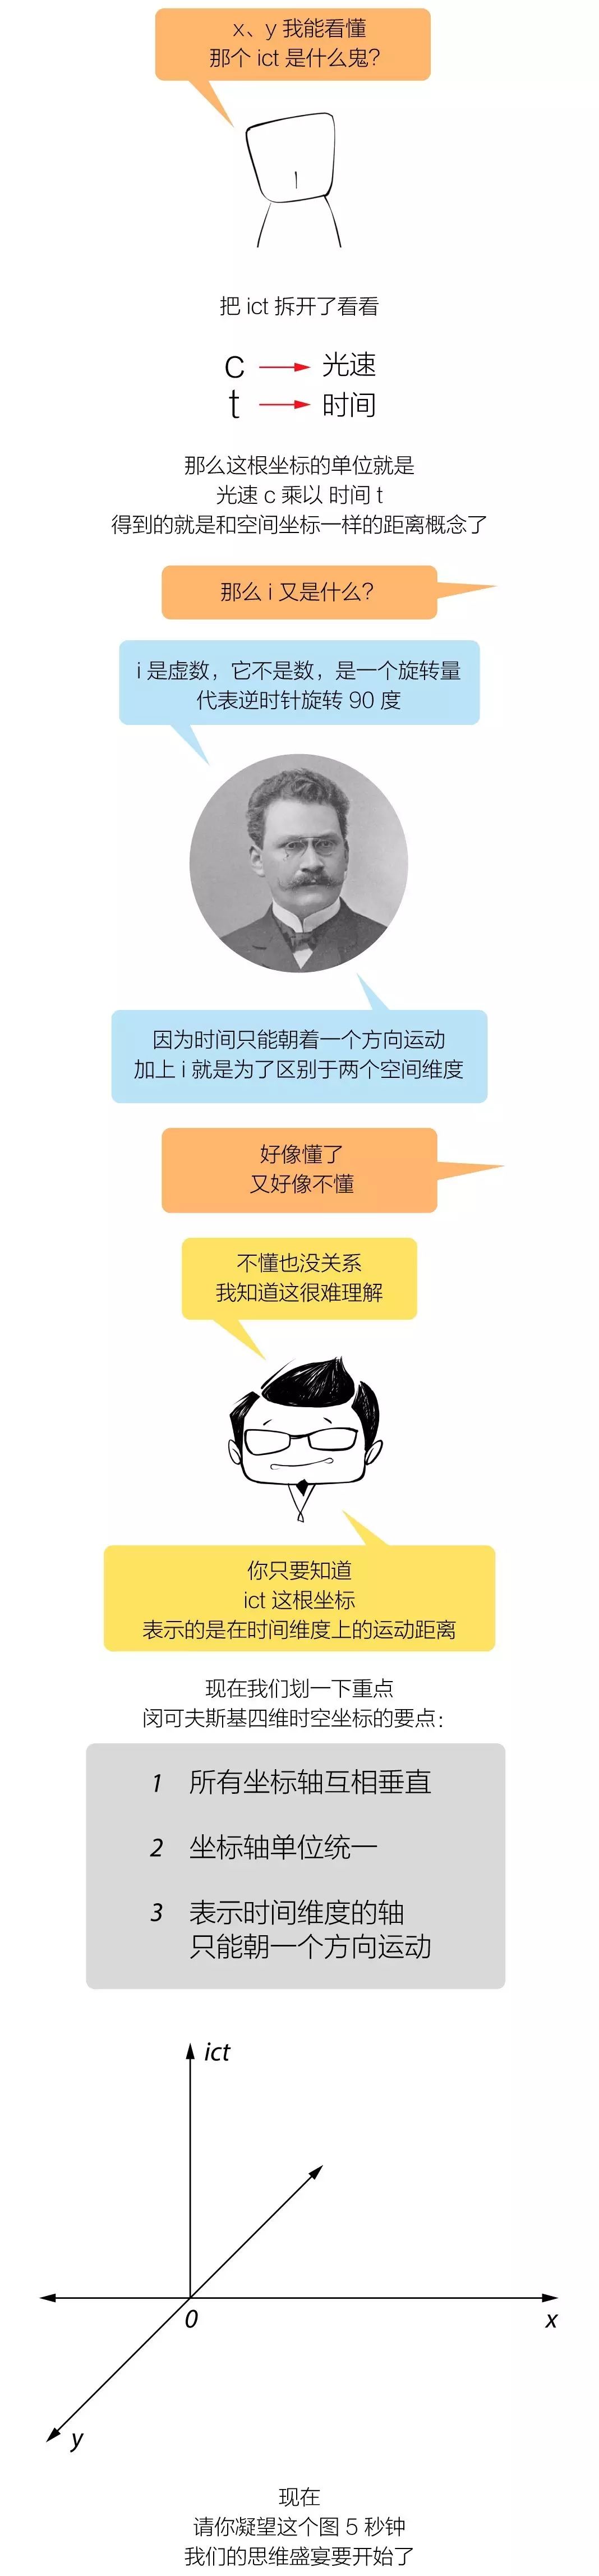 x、y 我能看懂
那个 ict 是什么鬼?
把 ict 拆开了看看
c 光速
t 时间
那么这根坐标的单位就是
光速 c 乘以 时间 t
得到的就是和空间坐标一样的距离概念了
那么 i 又是什么?
i 是虚数，它不是数，是一个旋转量
代表逆时针旋转 90 度
因为时间只能朝着一个方向运动
加上 i 就是为了区别于两个空间维度
好像懂了
又好像不懂
不懂也没关系
我知道这很难理解
你只要知道
ict 这根坐标
表示的是在时间维度上的运动距离
现在我们划一下重点
闵可夫斯基四维时空坐标的要点：
1 所有坐标轴互相垂直
2 坐标轴单位统一
3 表示时间维度的轴
只能朝一个方向运动
ict
0
x
y
现在
请你凝望这个图 5 秒钟
我们的思维盛宴要开始了